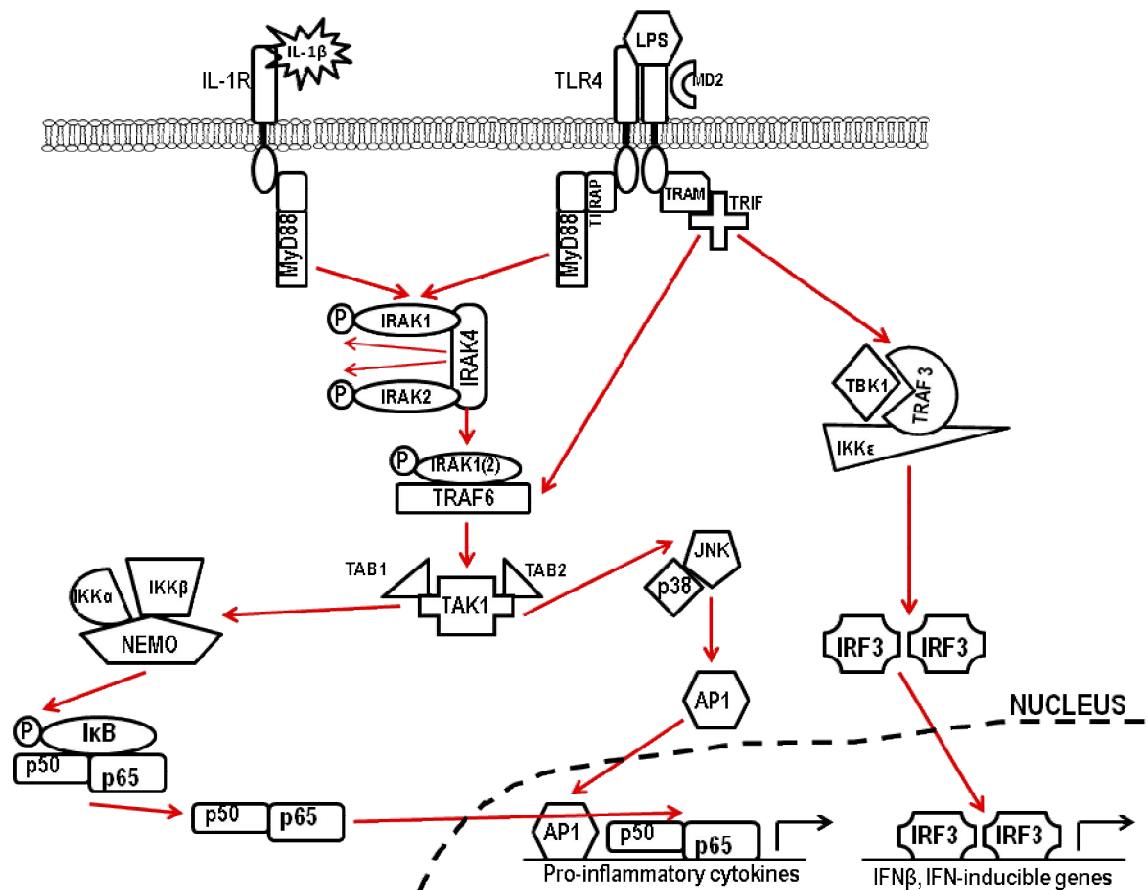 IL-1β
LPS
IL-1R
TLR4
MD2
MyD88
MyD88
TIRAP
TRAM
TRIF
P
IRAK1
IRAK4
P
IRAK2
TBK1
TRAF 3
IKKε
P
IRAK1(2)
TRAF6
TAB1
TAB2
TAK1
JNK
p38
IKKα
IKKβ
NEMO
IRF3
IRF3
AP1
NUCLEUS
P
IκB
p50
p65
p50
p65
AP1
p50
p65
IRF3
IRF3
Pro-inflammatory cytokines
IFNβ, IFN-inducible genes